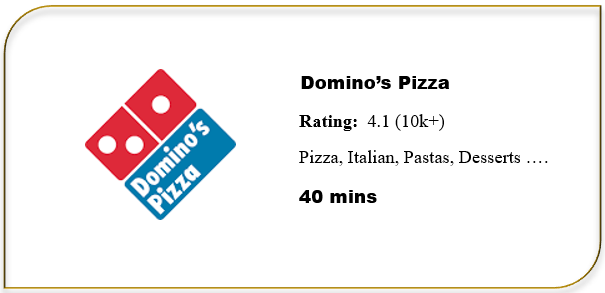 Domino's
Pizza
Domino’s Pizza
Rating: 4.1 (10k+)
Pizza, Italian, Pastas, Desserts ….
40 mins